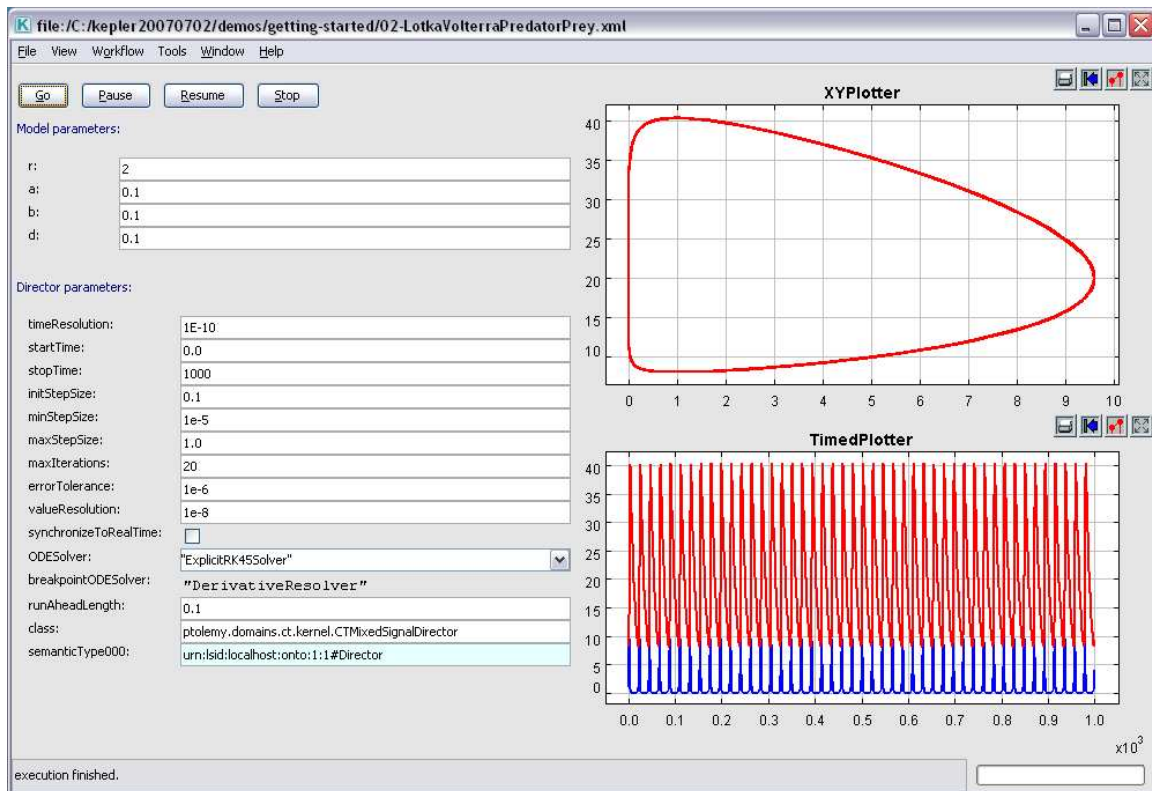 file:/C:/kepler20070702/demos/getting-started/02-LotkaVolterraPredatorPrey.xml
File View Workflow Tools Window Help
Go Pause Resume Stop
Model parameters:
r: 2
a: 0.1
b: 0.1
d: 0.1
Director parameters:
timeResolution: 1E-10
startTime: 0.0
stopTime: 1000
initStepSize: 0.1
minStepSize: 1e-5
maxStepSize: 1.0
maxIterations: 20
errorTolerance: 1e-6
valueResolution: 1e-8
synchronizeToRealTime:
ODESolver: "ExplicitRK45Solver"
breakpointODESolver: "DerivativeResolver"
runAheadLength: 0.1
class: ptolemy.domains.ct.kernel.CTMixedSignalDirector
semanticType000: urn:lsid:localhost:onto:1:1#Director
XYPlotter
40
35
30
25
20
15
10
0 1 2 3 4 5 6 7 8 9 10
TimedPlotter
40
35
30
25
20
15
10
5
0
0.0 0.1 0.2 0.3 0.4 0.5 0.6 0.7 0.8 0.9 1.0
x10³
execution finished.